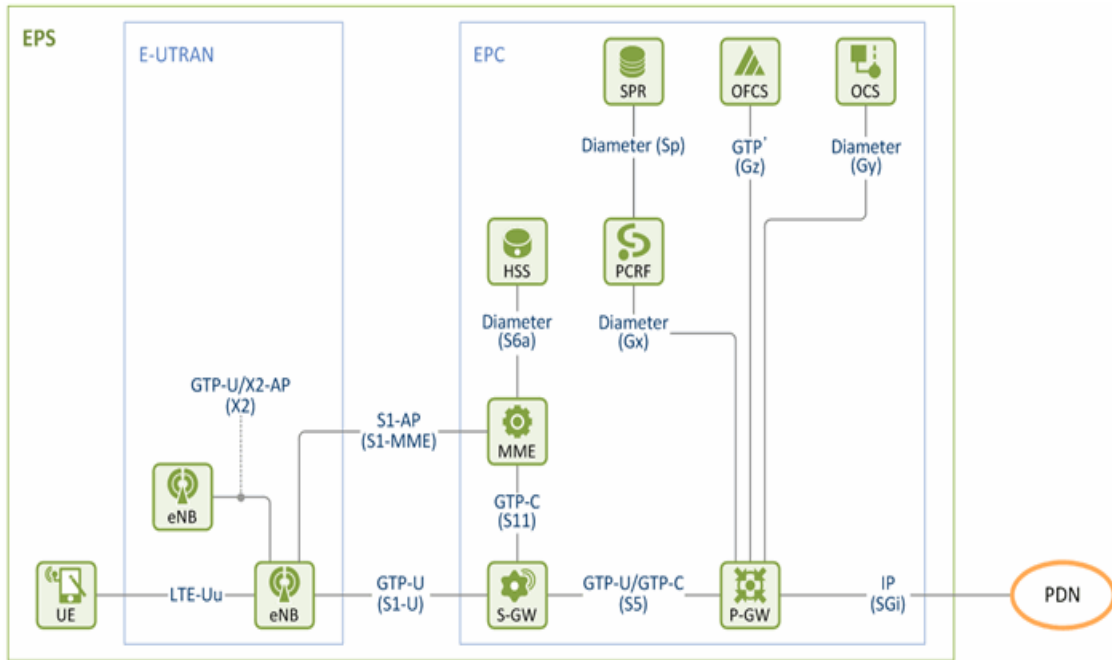 EPS
E-UTRAN
EPC
SPR
OFCS
OCS
Diameter (Sp)
GTP'
(Gz)
Diameter
(Gy)
HSS
PCRF
Diameter
(S6a)
Diameter
(Gx)
GTP-U/X2-AP
(X2)
S1-AP
(S1-MME)
MME
eNB
GTP-C
(S11)
UE
LTE-Uu
eNB
GTP-U
(S1-U)
S-GW
GTP-U/GTP-C
(S5)
P-GW
IP
(SGi)
PDN